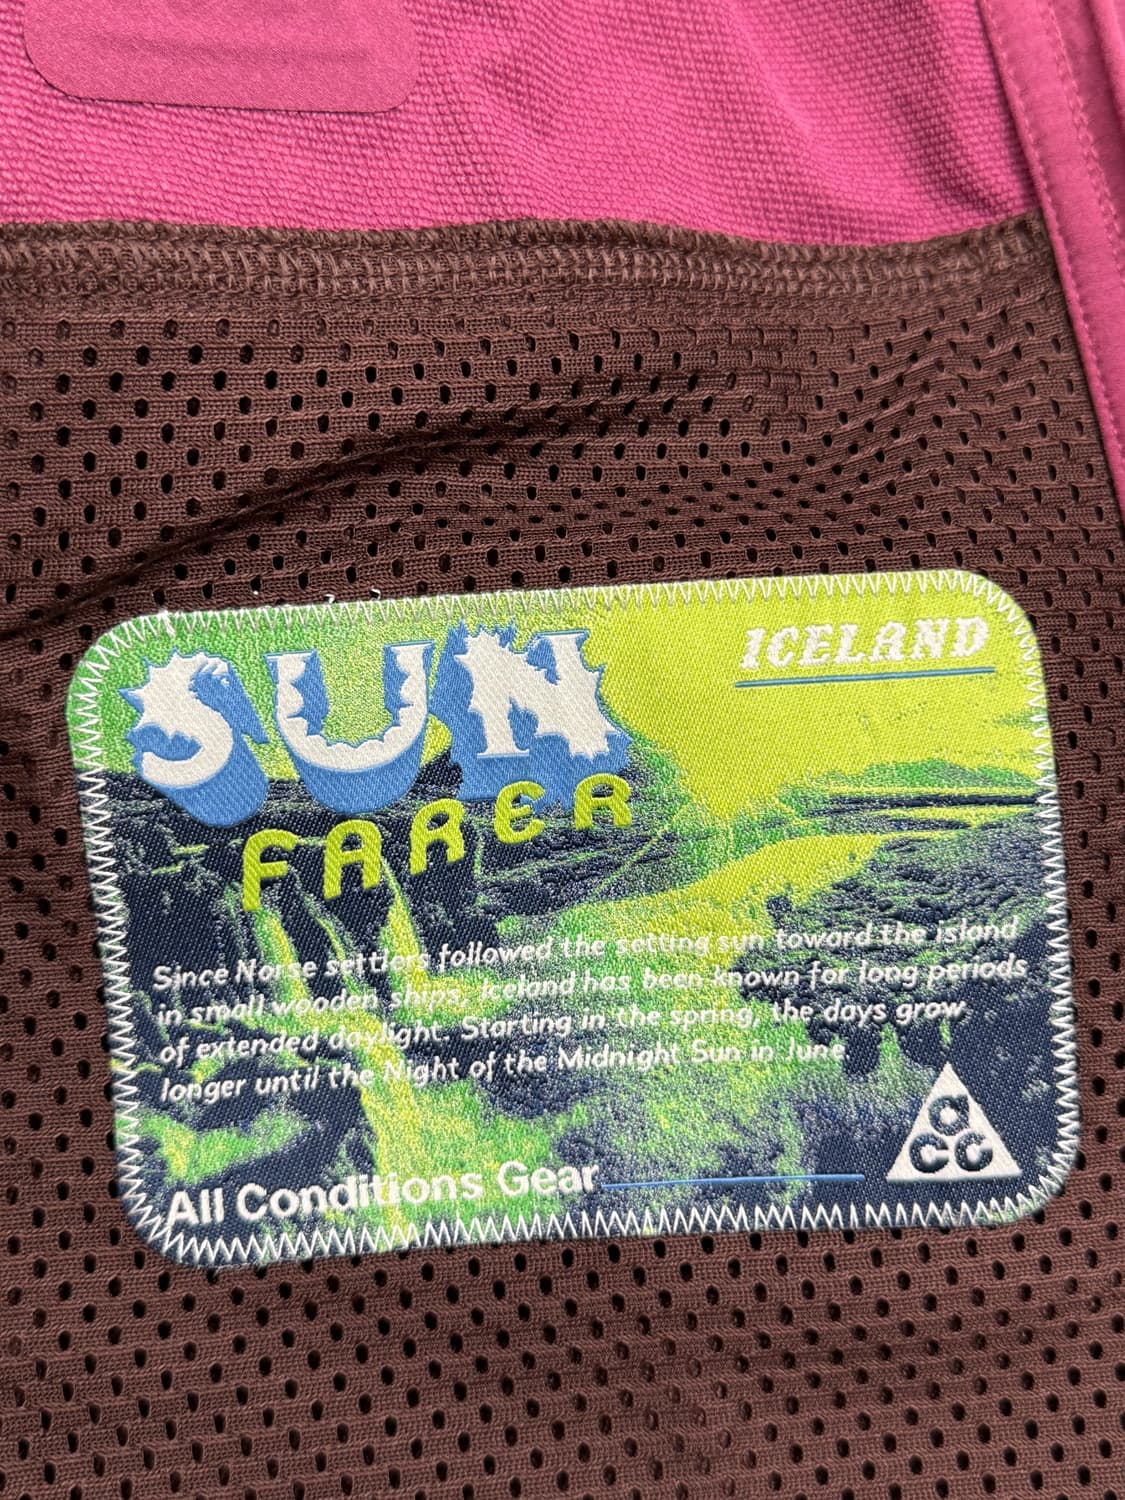 SUN
FARER
ICELAND
Since Norse settlers followed the setting sun toward the island
in small wooden ships, Iceland has been known for long periods
of extended daylight. Starting in the spring, the days grow
longer until the Night of the Midnight Sun in June
All Conditions Gear
a
cc